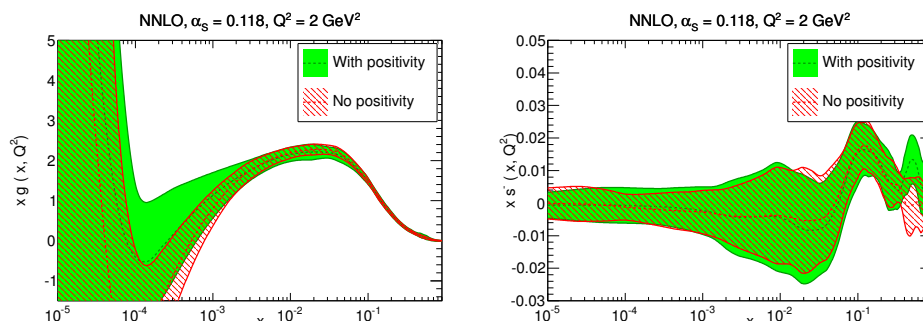 NNLO, αS = 0.118, Q² = 2 GeV²
x g ( x, Q²)
5
4
3
2
1
0
-1
With positivity
No positivity
10⁻⁵ 10⁻⁴ 10⁻³ 10⁻² 10⁻¹
NNLO, αS = 0.118, Q² = 2 GeV²
x s⁻ ( x, Q²)
0.05
0.04
0.03
0.02
0.01
0
-0.01
-0.02
-0.03
With positivity
No positivity
10⁻⁵ 10⁻⁴ 10⁻³ 10⁻² 10⁻¹